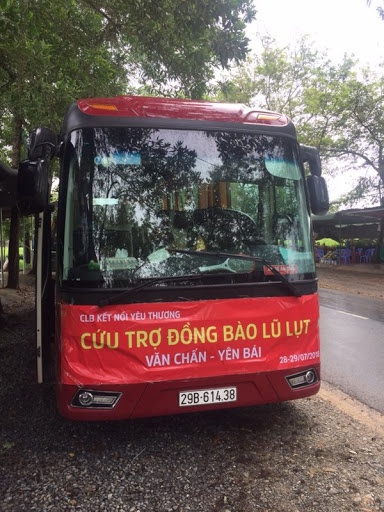 CLB KẾT NỐI YÊU THƯƠNG
CỨU TRỢ ĐỒNG BÀO LŨ LỤT
VĂN CHẤN - YÊN BÁI
28-29/07/2018
29B-614.38